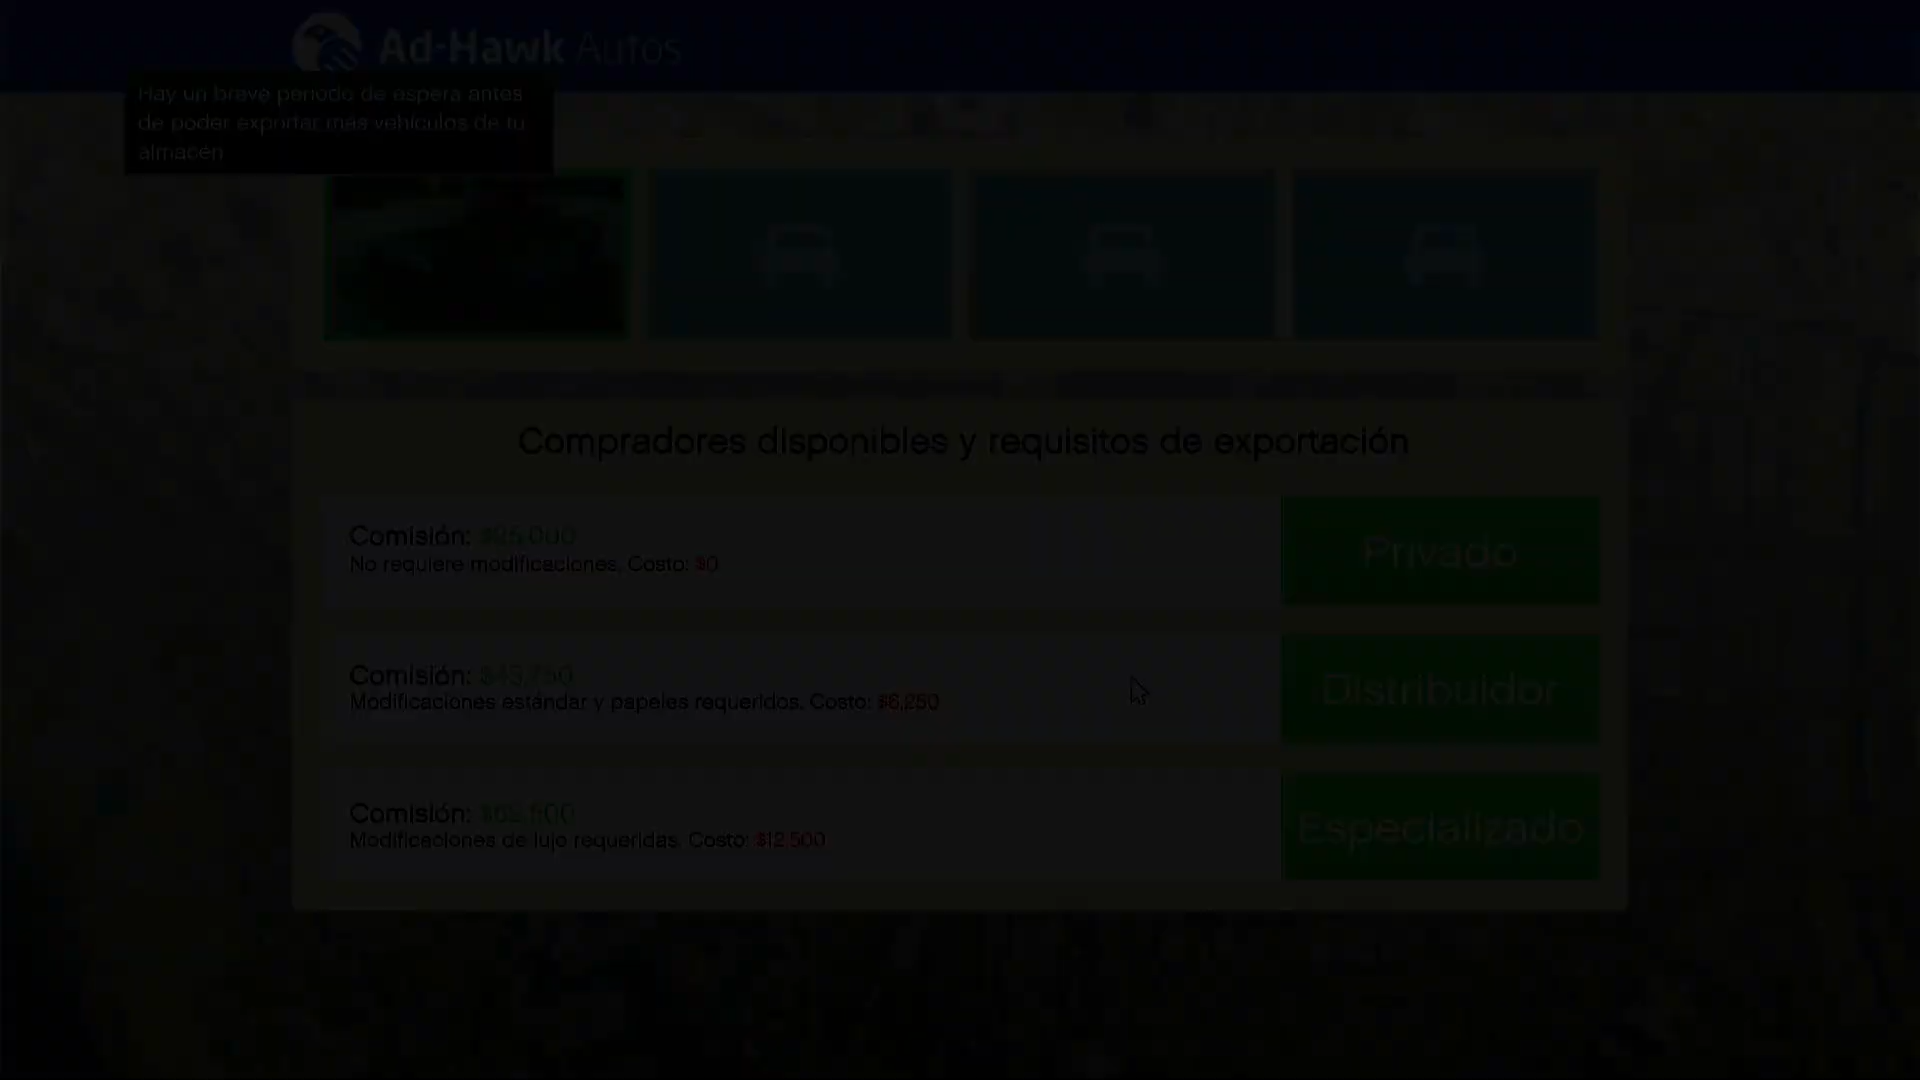 Ad-Hawk Autos
Hay un breve periodo de espera antes
de poder exportar más vehículos de tu
almacén.
Compradores disponibles y requisitos de exportación
Comisión: $25,000
No requiere modificaciones. Costo: $0
Privado
Comisión:
Modificaciones estándar y papeles requeridos. Costo: $6,250
Distribuidor
Comisión:
Modificaciones de lujo requeridas. Costo: $12,500
Especializado